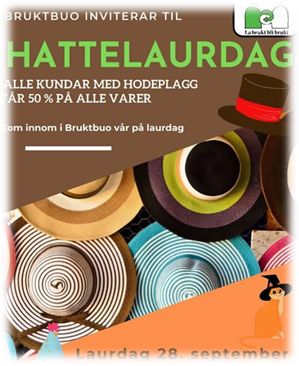 BRUKTBUO INVITERAR TIL
La brukt bli brukt
HATTELAURDAG
ALLE KUNDAR MED HODEPLAGG
FÅR 50 % PÅ ALLE VARER
Kom innom i Bruktbuo vår på laurdag
Laurdag 28. september